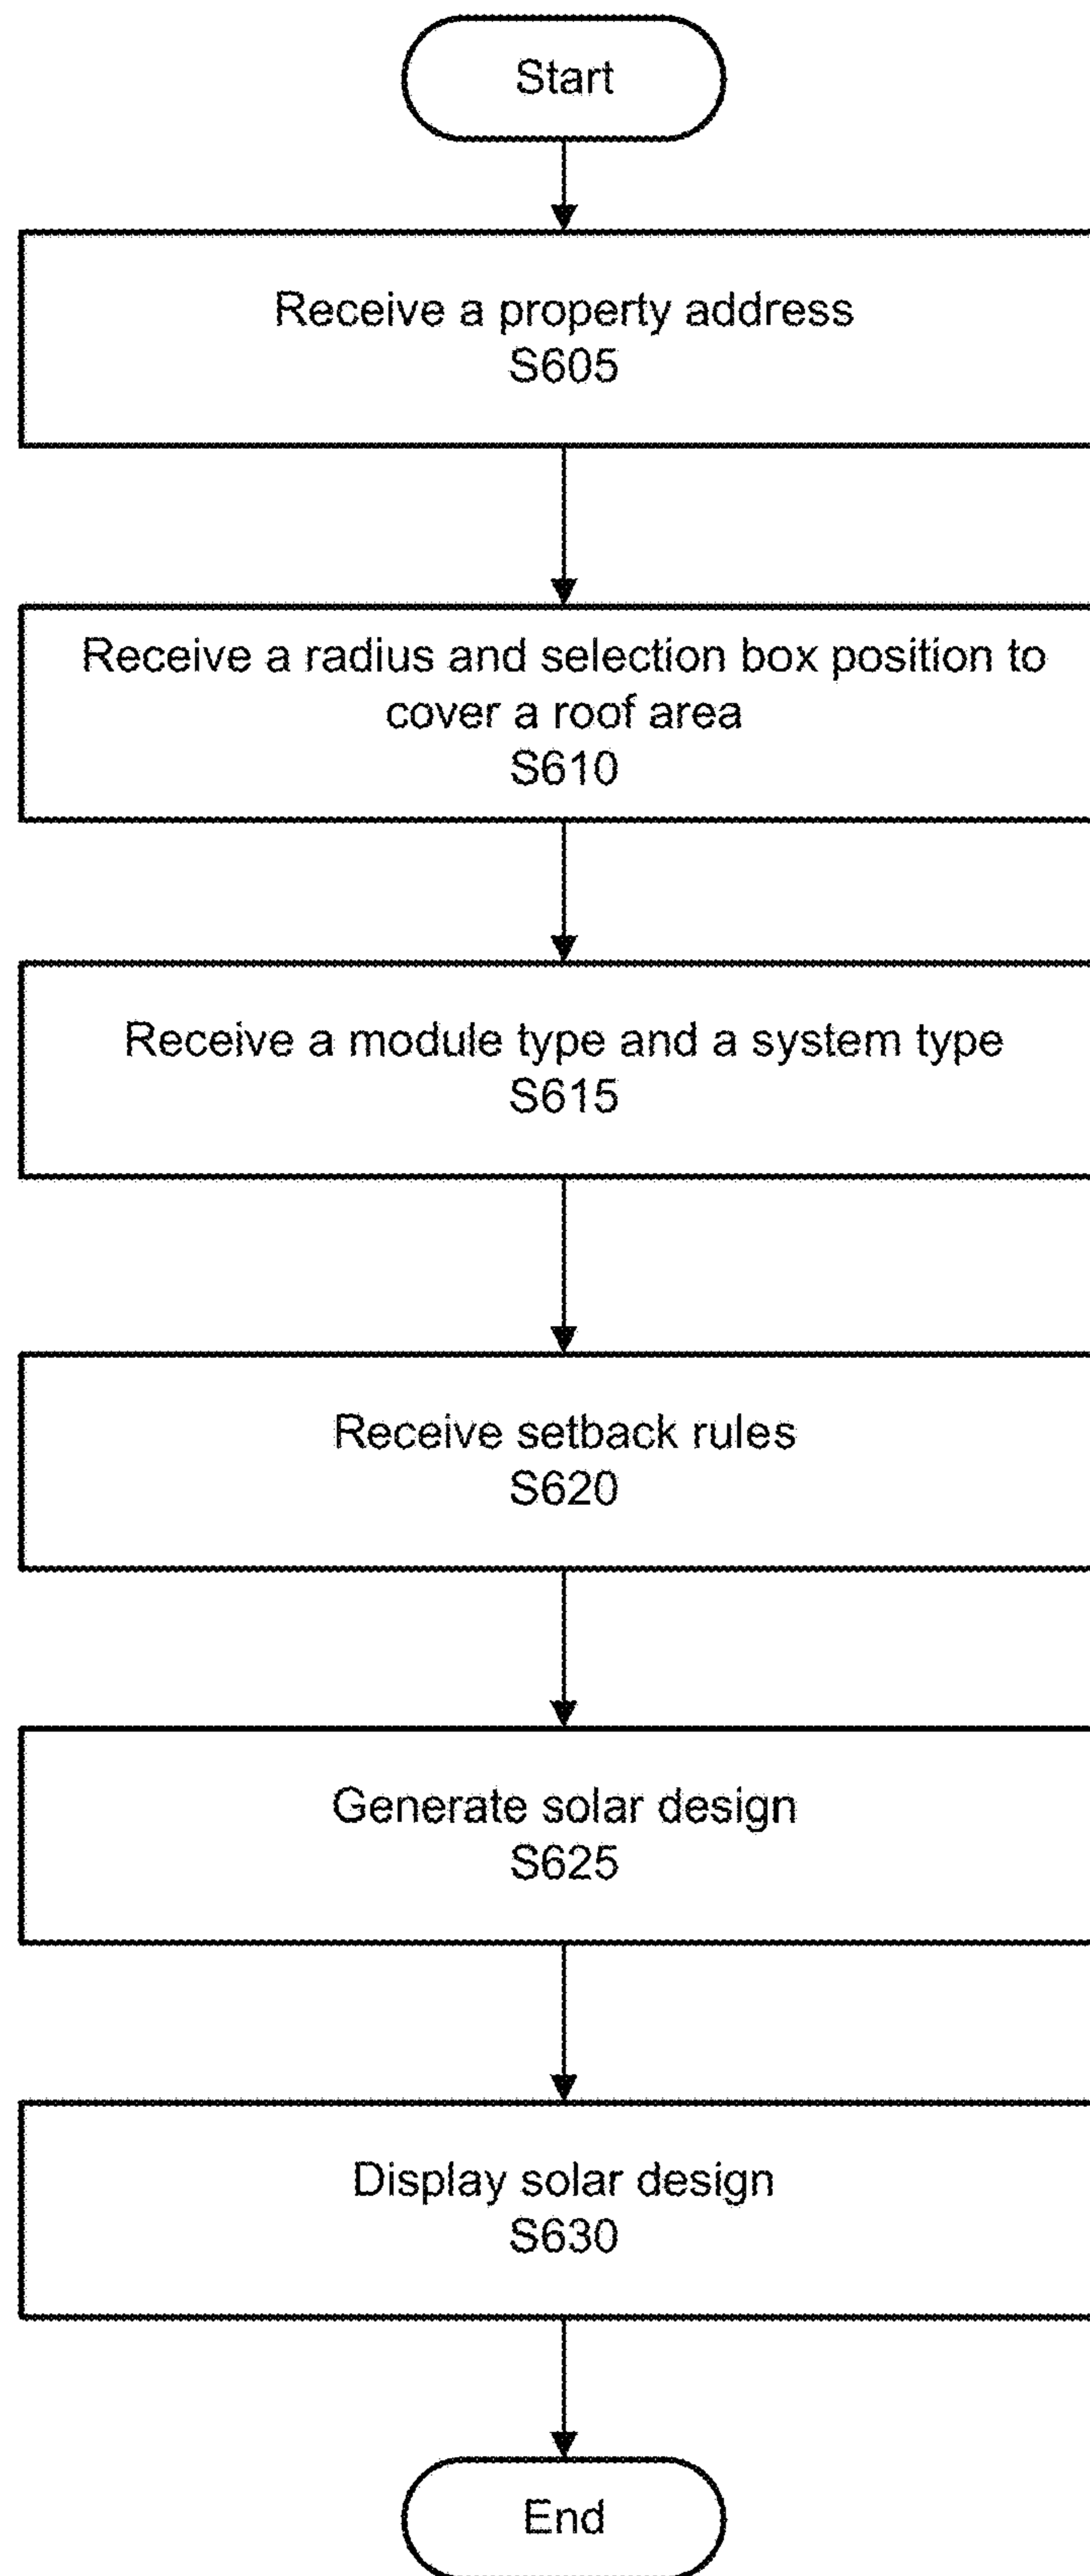 Start
Receive a property address
S605
Receive a radius and selection box position to
cover a roof area
S610
Receive a module type and a system type
S615
Receive setback rules
S620
Generate solar design
S625
Display solar design
S630
End